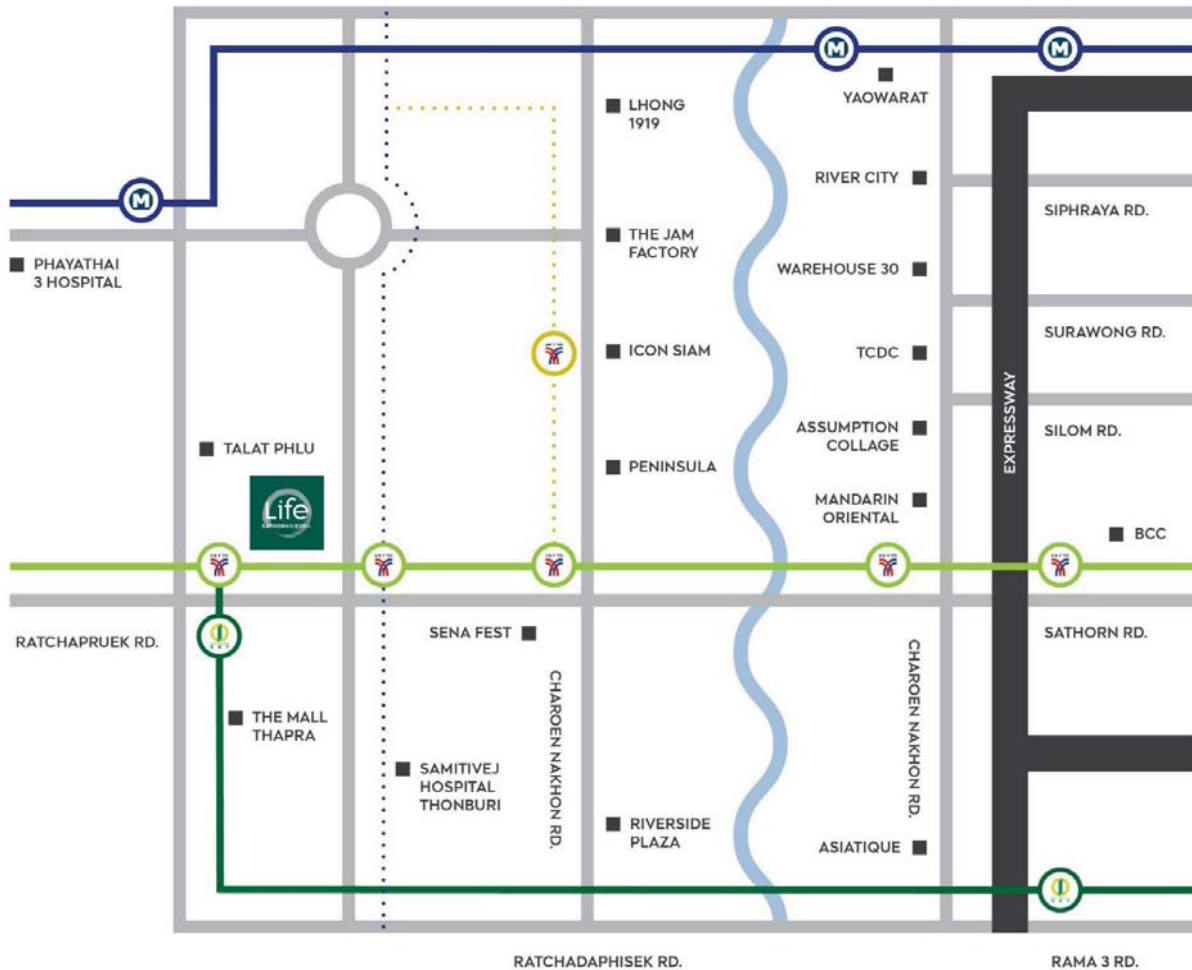 M
M
YAOWARAT
LHONG
1919
RIVER CITY
M
SIPHRAYA RD.
THE JAM
FACTORY
PHAYATHAI
3 HOSPITAL
WAREHOUSE 30
SURAWONG RD.
ICON SIAM
TCDC
EXPRESSWAY
ASSUMPTION
COLLAGE
SILOM RD.
TALAT PHLU
PENINSULA
Life
MANDARIN
ORIENTAL
BCC
RATCHAPRUEK RD.
SENA FEST
SATHORN RD.
CHAROEN NAKHON RD.
CHAROEN NAKHON RD.
THE MALL
THAPRA
SAMITIVEJ
HOSPITAL
THONBURI
RIVERSIDE
PLAZA
ASIATIQUE
RATCHADAPHISEK RD.
RAMA 3 RD.